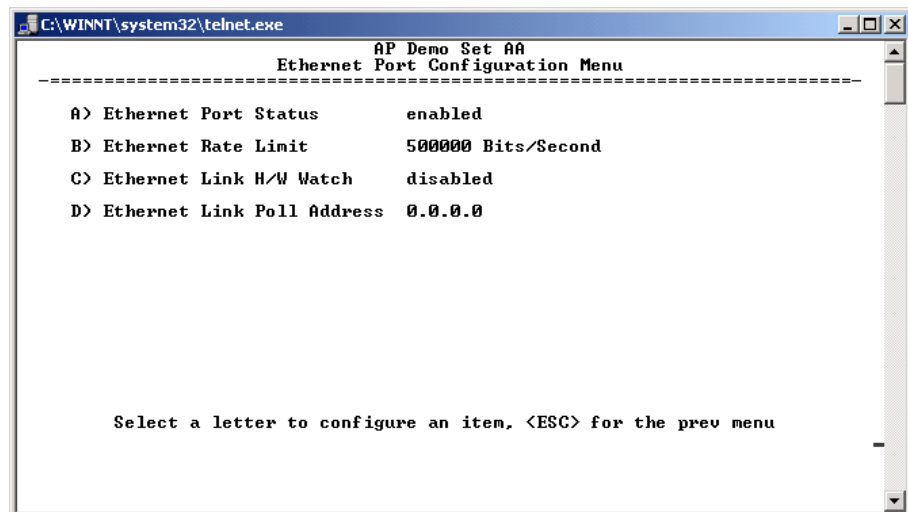 C:\WINNT\system32\telnet.exe
AP Demo Set AA
Ethernet Port Configuration Menu
-===========================================================================-
A) Ethernet Port Status enabled
B) Ethernet Rate Limit 500000 Bits/Second
C) Ethernet Link H/W Watch disabled
D) Ethernet Link Poll Address 0.0.0.0
Select a letter to configure an item, <ESC> for the prev menu